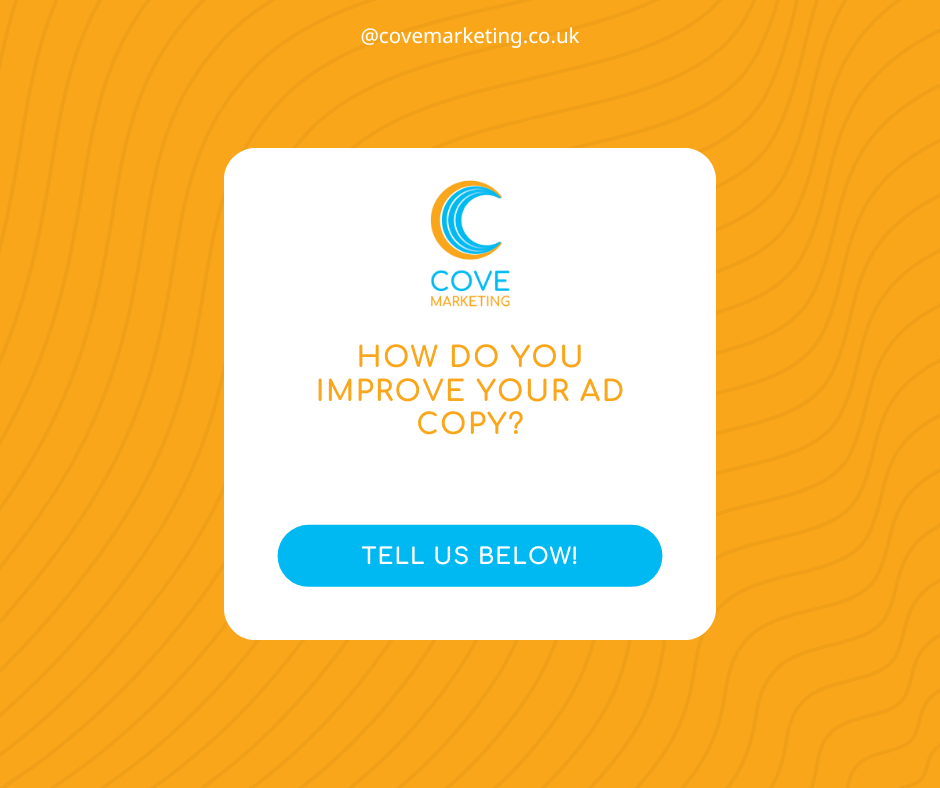 @covemarketing.co.uk
COVE
MARKETING
HOW DO YOU
IMPROVE YOUR AD
COPY?
TELL US BELOW!